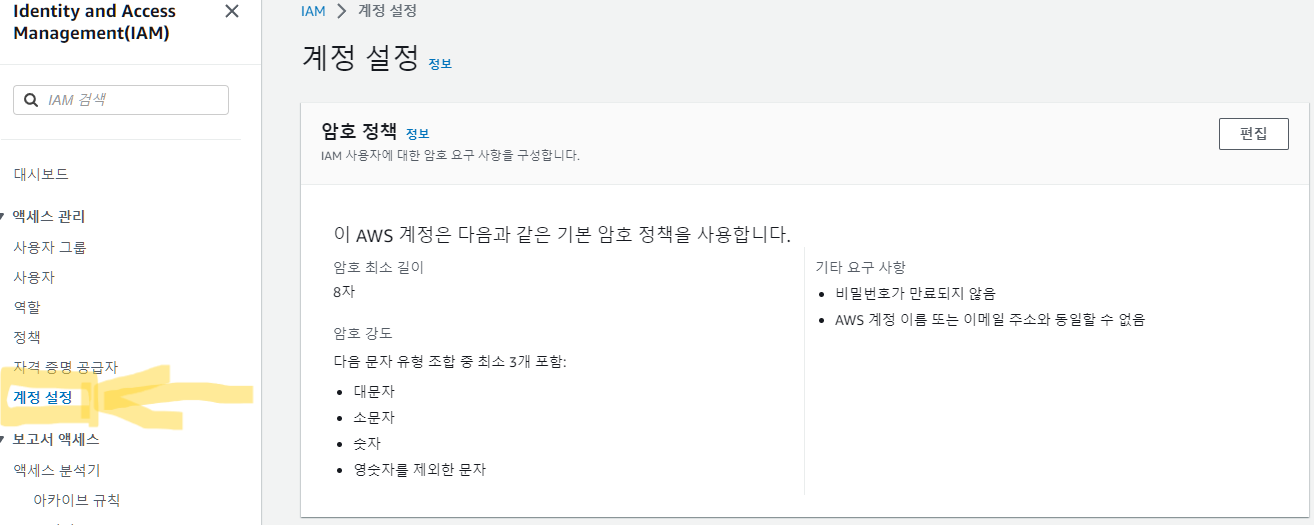 Identity and Access
Management(IAM)
IAM 검색
대시보드
액세스 관리
사용자 그룹
사용자
역할
정책
자격 증명 공급자
계정 설정
보고서 액세스
액세스 분석기
아카이브 규칙
IAM > 계정 설정
계정 설정 정보
암호 정책 정보
편집
IAM 사용자에 대한 암호 요구 사항을 구성합니다.
이 AWS 계정은 다음과 같은 기본 암호 정책을 사용합니다.
암호 최소 길이
8자
암호 강도
다음 문자 유형 조합 중 최소 3개 포함:
• 대문자
• 소문자
• 숫자
• 영숫자를 제외한 문자
기타 요구 사항
• 비밀번호가 만료되지 않음
• AWS 계정 이름 또는 이메일 주소와 동일할 수 없음